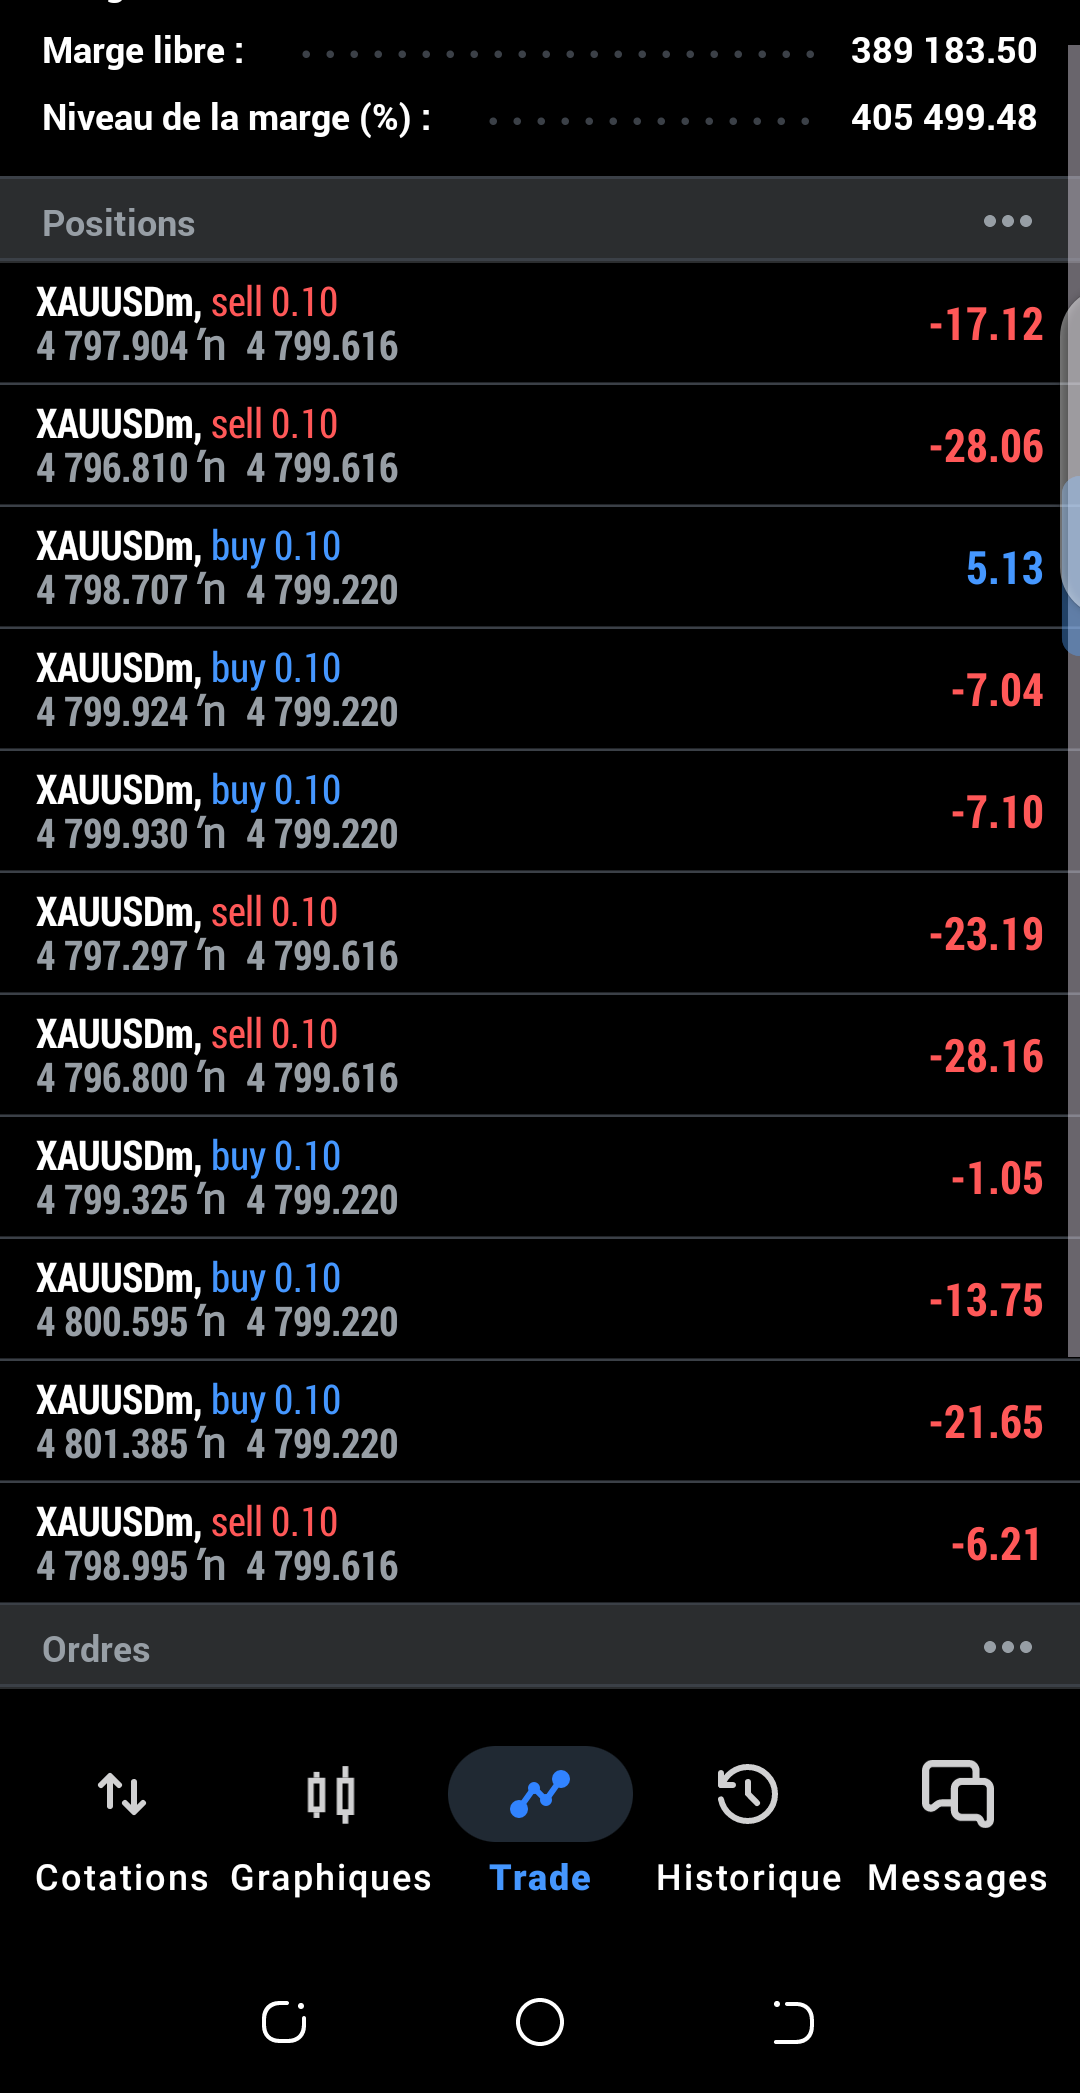 Marge libre : 389 183.50
Niveau de la marge (%) : 405 499.48
Positions
XAUUSDm, sell 0.10
4 797.904 ’n 4 799.616
-17.12
XAUUSDm, sell 0.10
4 796.810 ’n 4 799.616
-28.06
XAUUSDm, buy 0.10
4 798.707 ’n 4 799.220
5.13
XAUUSDm, buy 0.10
4 799.924 ’n 4 799.220
-7.04
XAUUSDm, buy 0.10
4 799.930 ’n 4 799.220
-7.10
XAUUSDm, sell 0.10
4 797.297 ’n 4 799.616
-23.19
XAUUSDm, sell 0.10
4 796.800 ’n 4 799.616
-28.16
XAUUSDm, buy 0.10
4 799.325 ’n 4 799.220
-1.05
XAUUSDm, buy 0.10
4 800.595 ’n 4 799.220
-13.75
XAUUSDm, buy 0.10
4 801.385 ’n 4 799.220
-21.65
XAUUSDm, sell 0.10
4 798.995 ’n 4 799.616
-6.21
Ordres
Cotations Graphiques Trade Historique Messages